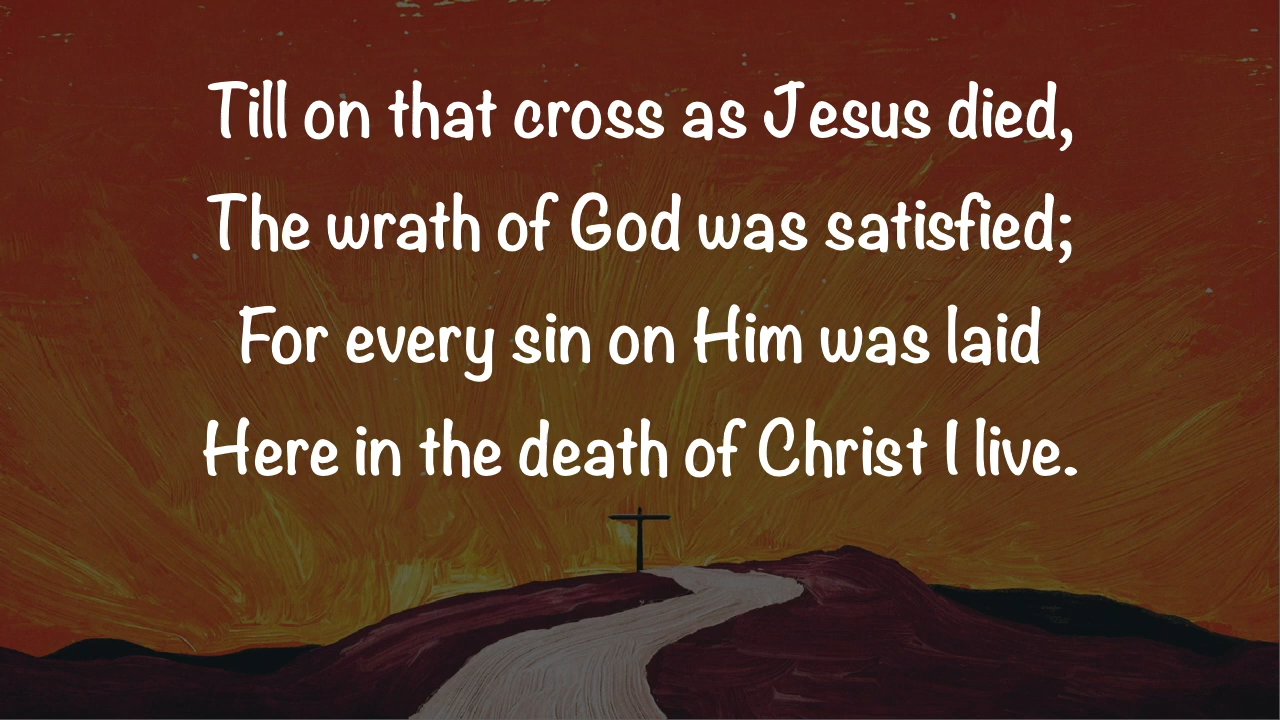 Till on that cross as Jesus died,
The wrath of God was satisfied;
For every sin on Him was laid
Here in the death of Christ I live.